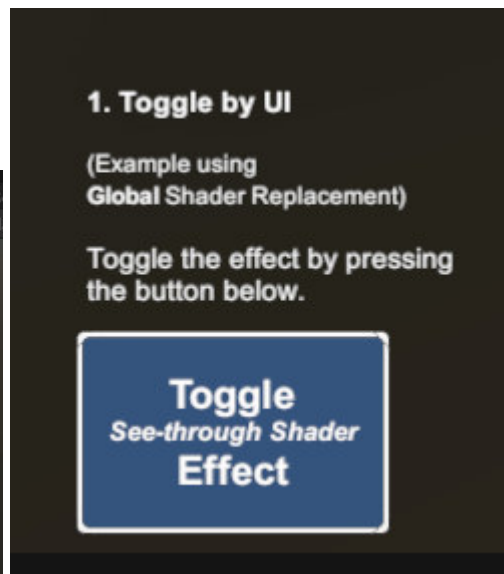 1. Toggle by UI
(Example using
Global Shader Replacement)
Toggle the effect by pressing
the button below.
Toggle
See-through Shader
Effect